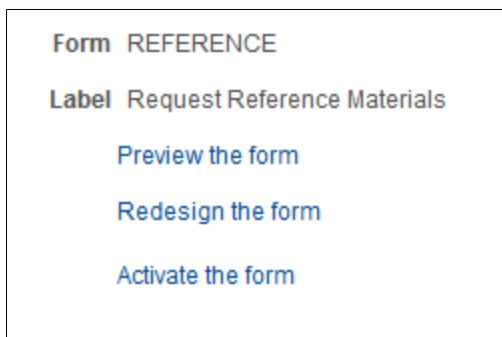 Form REFERENCE
Label Request Reference Materials
Preview the form
Redesign the form
Activate the form